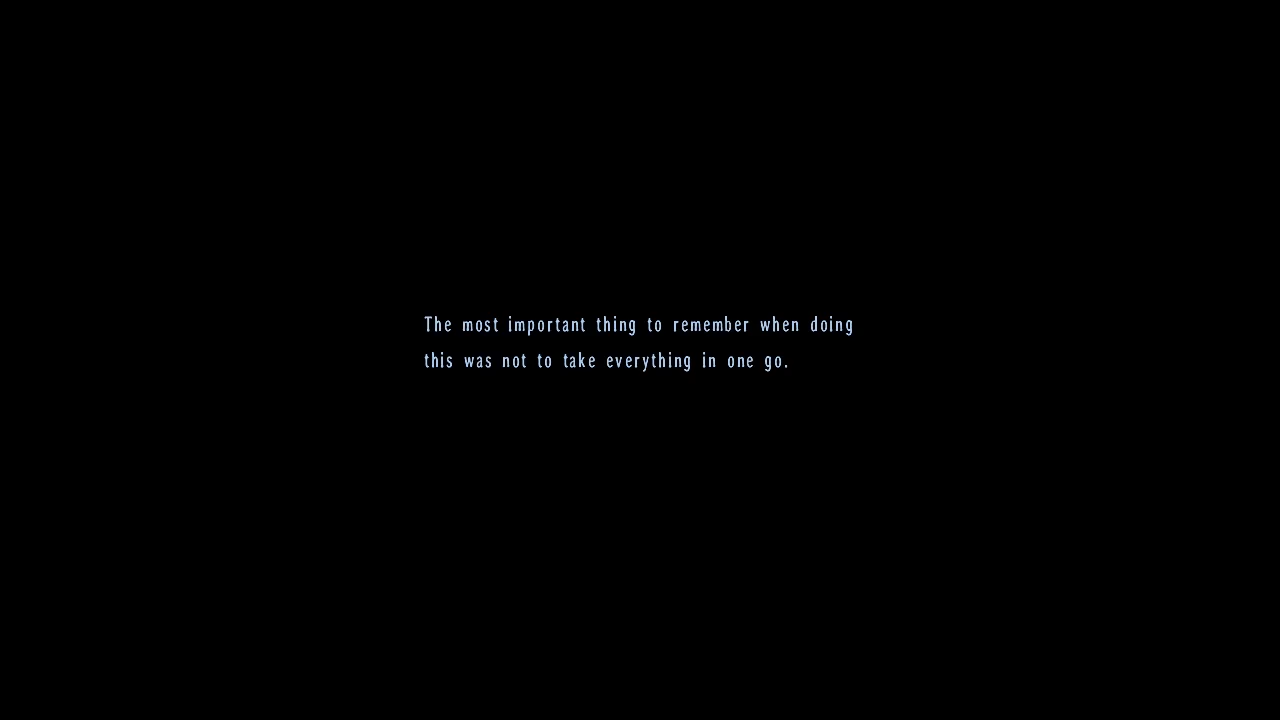 The most important thing to remember when doing
this was not to take everything in one go.